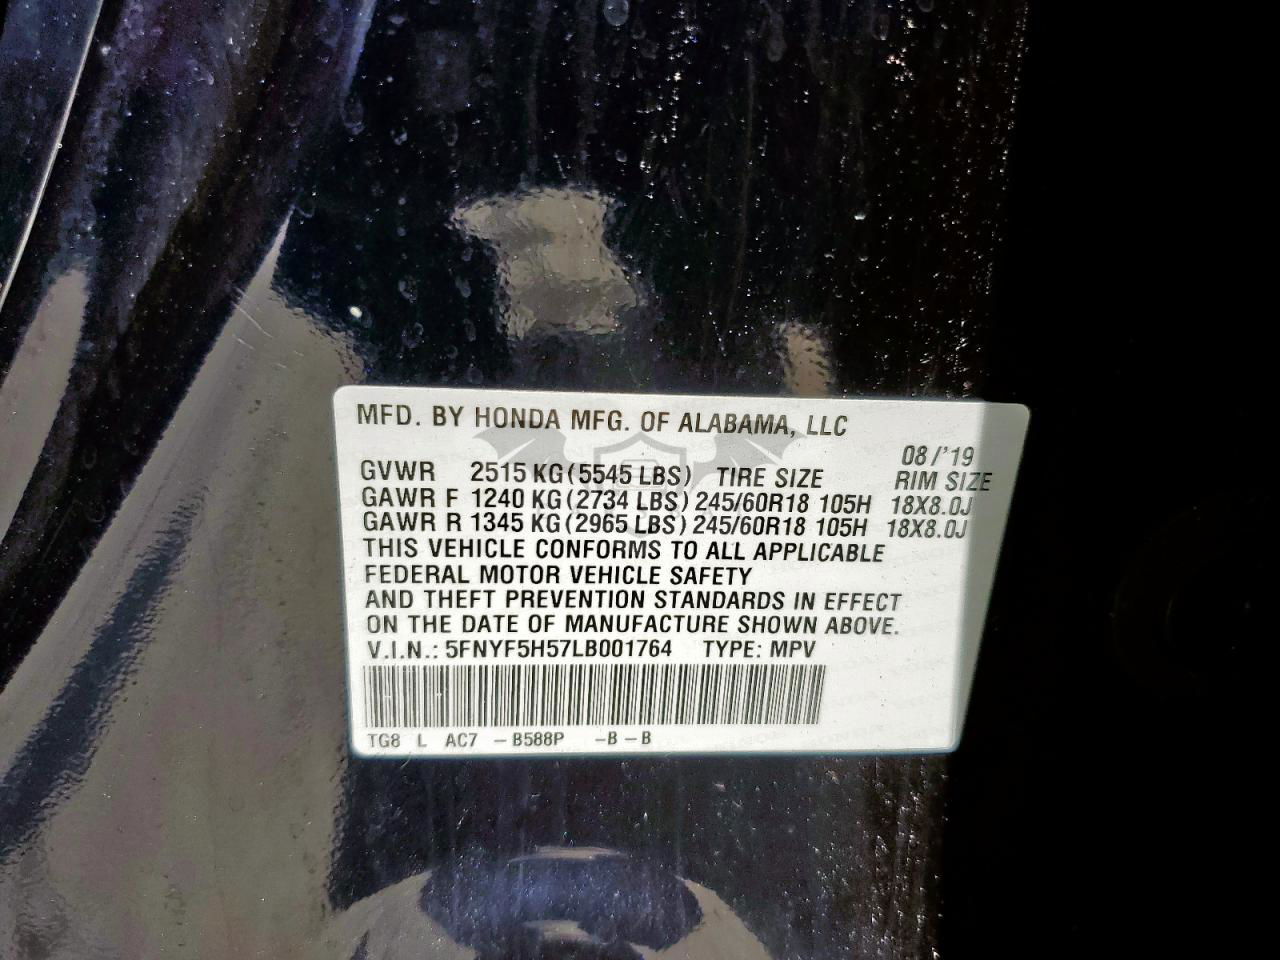 MFD. BY HONDA MFG. OF ALABAMA, LLC
08/'19
GVWR 2515 KG (5545 LBS) TIRE SIZE RIM SIZE
GAWR F 1240 KG (2734 LBS) 245/60R18 105H 18X8.0J
GAWR R 1345 KG (2965 LBS) 245/60R18 105H 18X8.0J
THIS VEHICLE CONFORMS TO ALL APPLICABLE
FEDERAL MOTOR VEHICLE SAFETY
AND THEFT PREVENTION STANDARDS IN EFFECT
ON THE DATE OF MANUFACTURE SHOWN ABOVE.
V.I.N.: 5FNYF5H57LB001764 TYPE: MPV
TG8 L AC7 -B588P -B-B